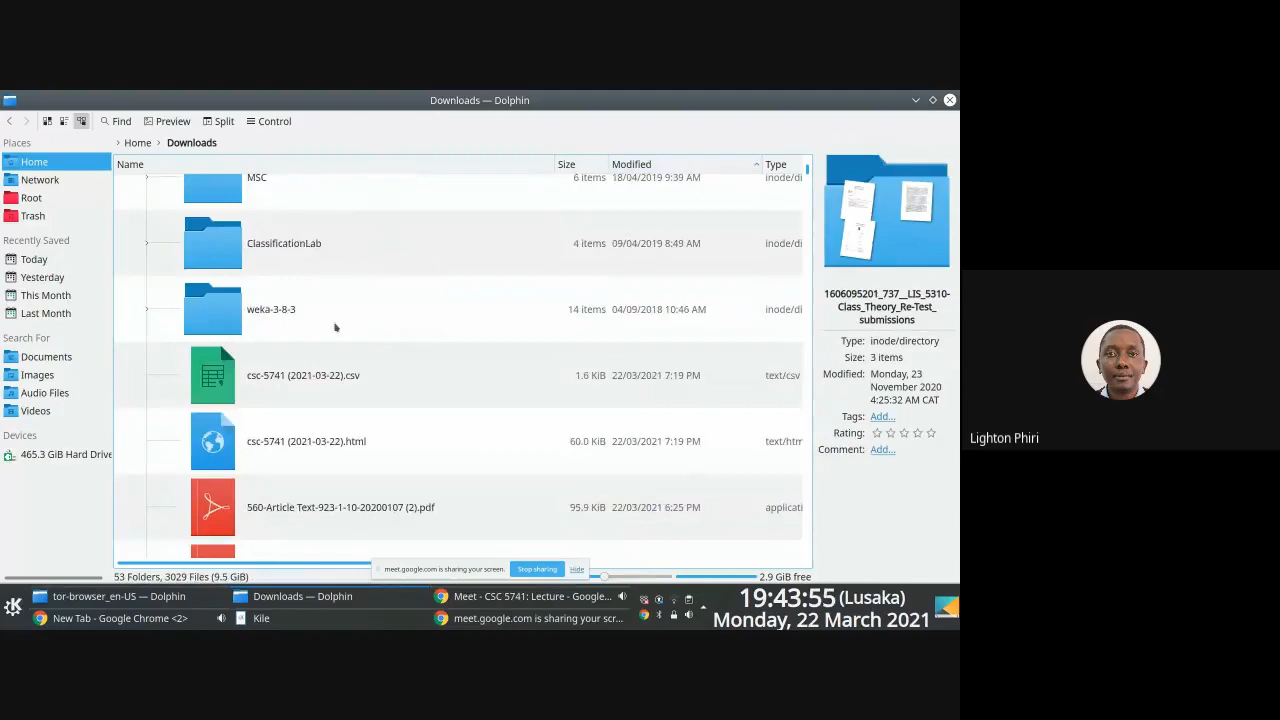 Downloads — Dolphin
Find Preview Split Control
Places
Home
Network
Root
Trash
Recently Saved
Today
Yesterday
This Month
Last Month
Search For
Documents
Images
Audio Files
Videos
Devices
465.3 GiB Hard Drive
› Home › Downloads
Name Size Modified Type
MSC 6 items 18/04/2019 9:39 AM inode/di
ClassificationLab 4 items 09/04/2019 8:49 AM inode/di
weka-3-8-3 14 items 04/09/2018 10:46 AM inode/di
csc-5741 (2021-03-22).csv 1.6 KiB 22/03/2021 7:19 PM text/csv
csc-5741 (2021-03-22).html 60.0 KiB 22/03/2021 7:19 PM text/htm
560-Article Text-923-1-10-20200107 (2).pdf 95.9 KiB 22/03/2021 6:25 PM applicati
53 Folders, 3029 Files (9.5 GiB)
2.9 GiB free
meet.google.com is sharing your screen. Stop sharing Hide
1606095201_737__LIS_5310-
Class_Theory_Re-Test_
submissions
Type: inode/directory
Size: 3 items
Modified: Monday, 23
November 2020
4:25:32 AM CAT
Tags: Add...
Rating:
Comment: Add...
tor-browser_en-US — Dolphin
Downloads — Dolphin
Meet - CSC 5741: Lecture - Google...
New Tab - Google Chrome <2>
Kile
meet.google.com is sharing your scr...
19:43:55 (Lusaka)
Monday, 22 March 2021
Lighton Phiri